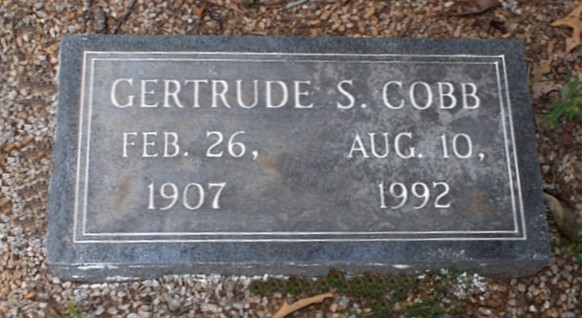 GERTRUDE S. COBB
FEB. 26, AUG. 10,
1907 1992